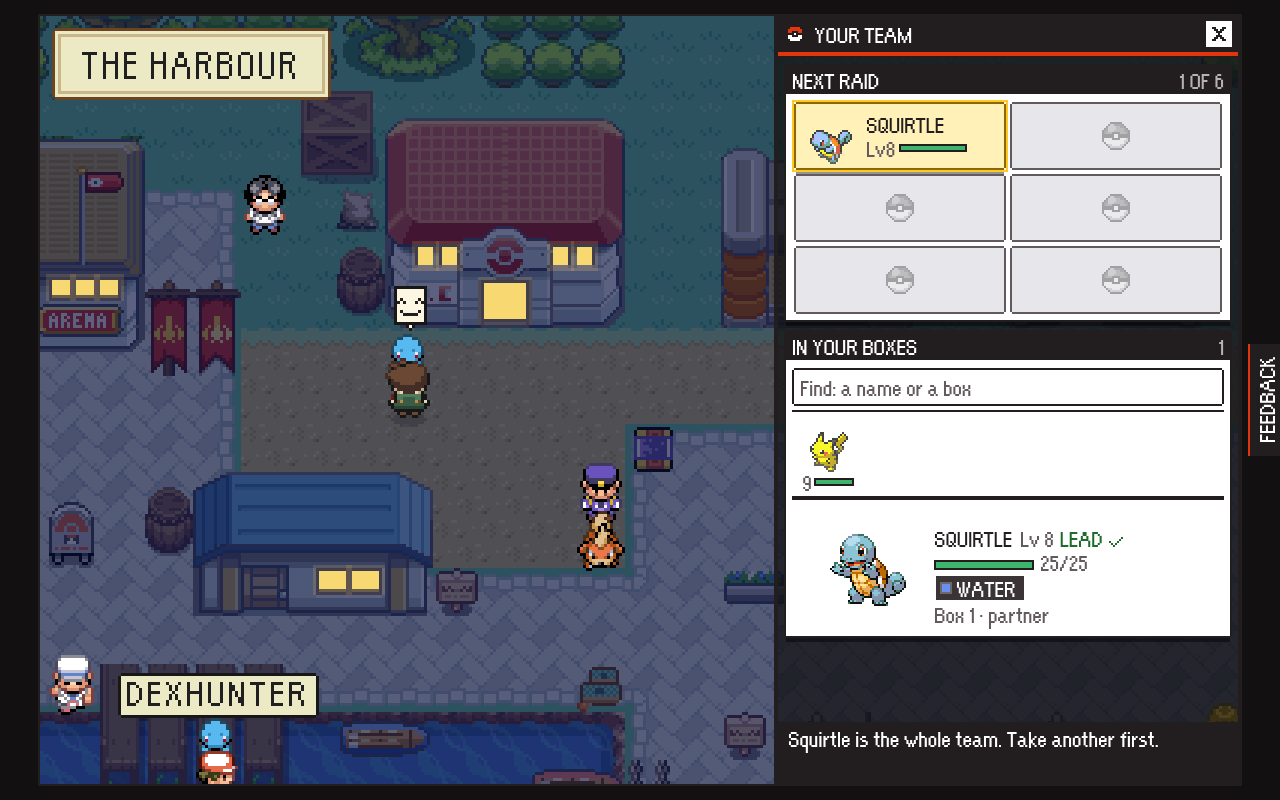 THE HARBOUR
YOUR TEAM
X
NEXT RAID
1 OF 6
SQUIRTLE
Lv8
IN YOUR BOXES
1
Find: a name or a box
9
SQUIRTLE Lv 8 LEAD
25/25
WATER
Box 1 · partner
Squirtle is the whole team. Take another first.
FEEDBACK
ARENA
DEXHUNTER